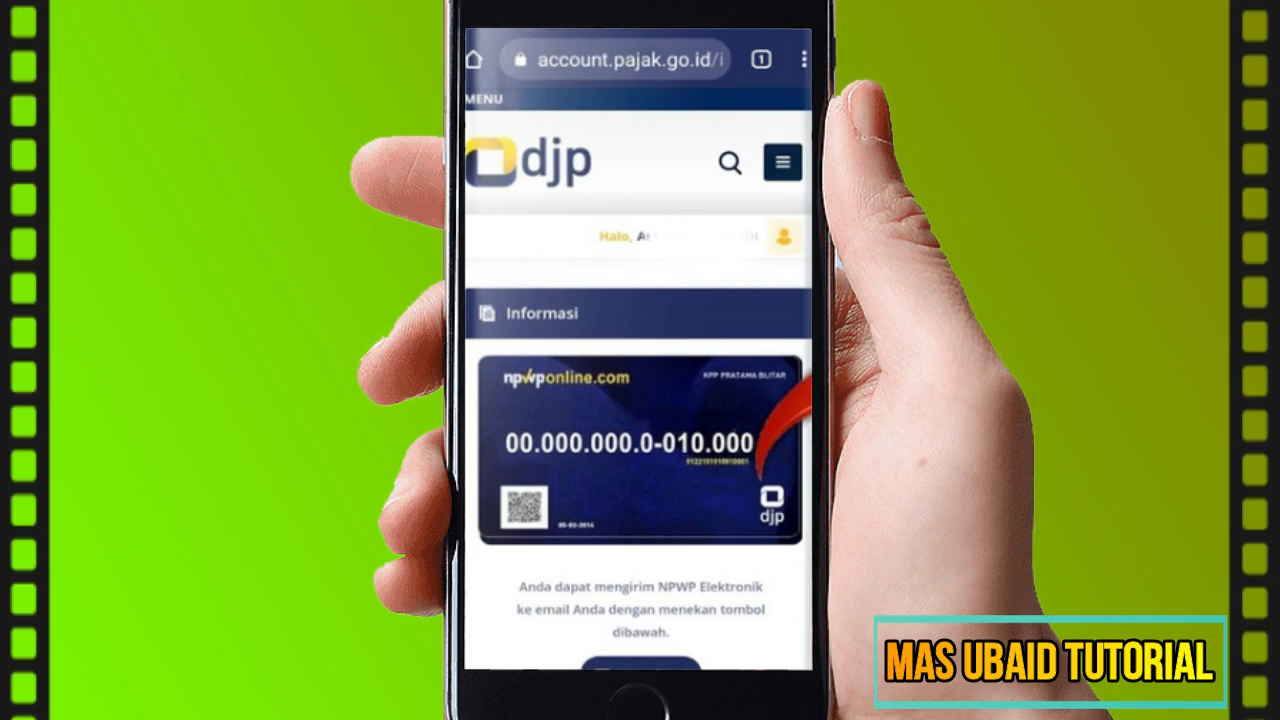 account.pajak.go.id/i
1
MENU
djp
Halo,
Informasi
npwponline.com
KPP PRATAMA BLITAR
00.000.000.0-010.000
djp
Anda dapat mengirim NPWP Elektronik
ke email Anda dengan menekan tombol
dibawah.
MAS UBAID TUTORIAL